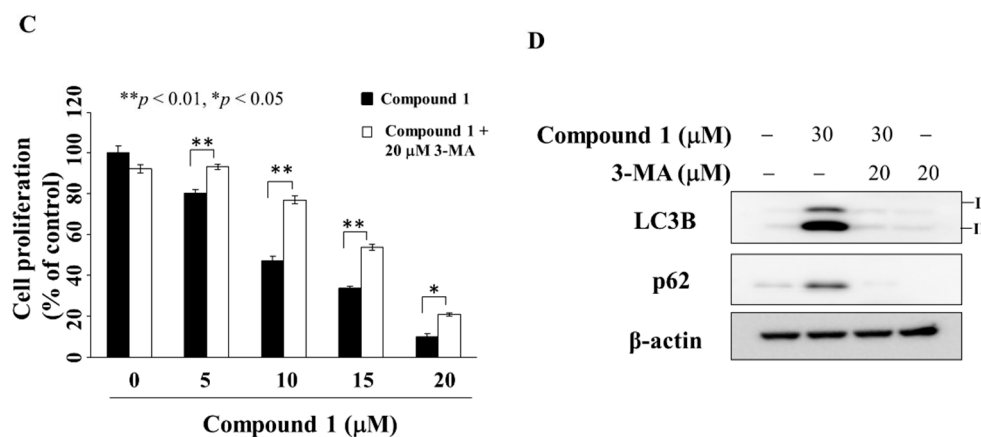 C
D
**p < 0.01, *p < 0.05
Compound 1
Compound 1 +
20 μM 3-MA
Cell proliferation
(% of control)
120
100
80
60
40
20
0
**
**
**
*
0 5 10 15 20
Compound 1 (μM)
Compound 1 (μM) – 30 30 –
3-MA (μM) – – 20 20
LC3B
p62
β-actin